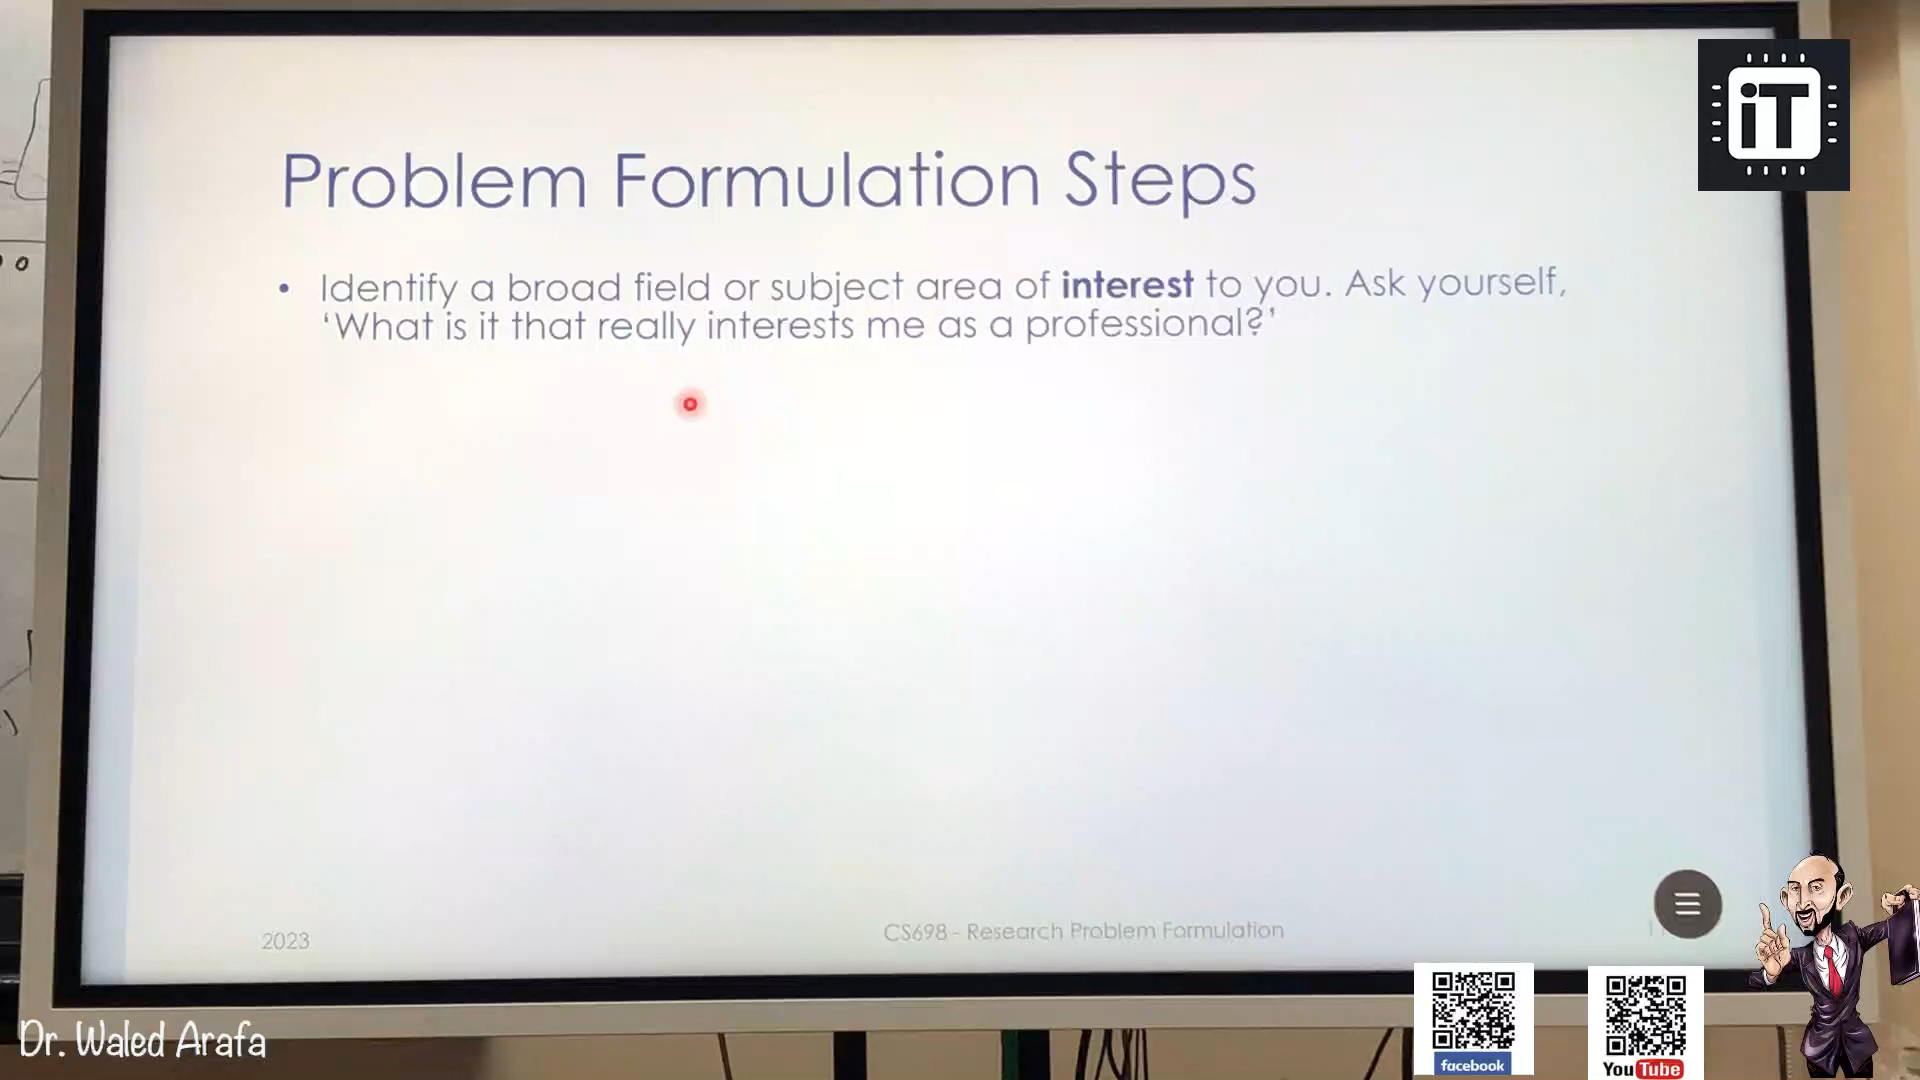 iT
Problem Formulation Steps
• Identify a broad field or subject area of interest to you. Ask yourself,
‘What is it that really interests me as a professional?’
2023
CS698 - Research Problem Formulation
Dr. Waled Arafa
facebook
YouTube